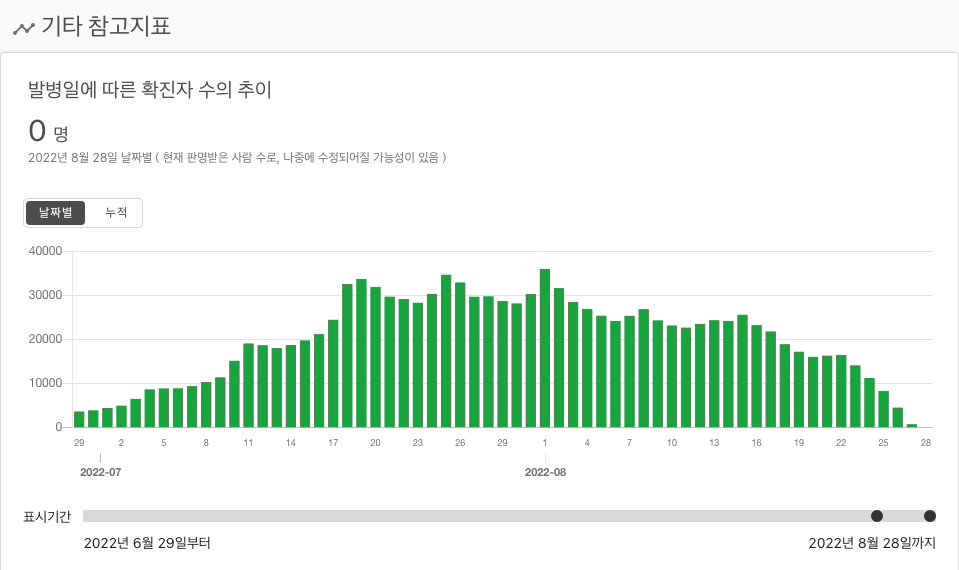 기타 참고지표
발병일에 따른 확진자 수의 추이
0 명
2022년 8월 28일 날짜별 ( 현재 판명받은 사람 수로, 나중에 수정되어질 가능성이 있음 )
날짜별 누적
40000
30000
20000
10000
0
29 2 5 8 11 14 17 20 23 26 29 1 4 7 10 13 16 19 22 25 28
2022-07 2022-08
표시기간
2022년 6월 29일부터 2022년 8월 28일까지